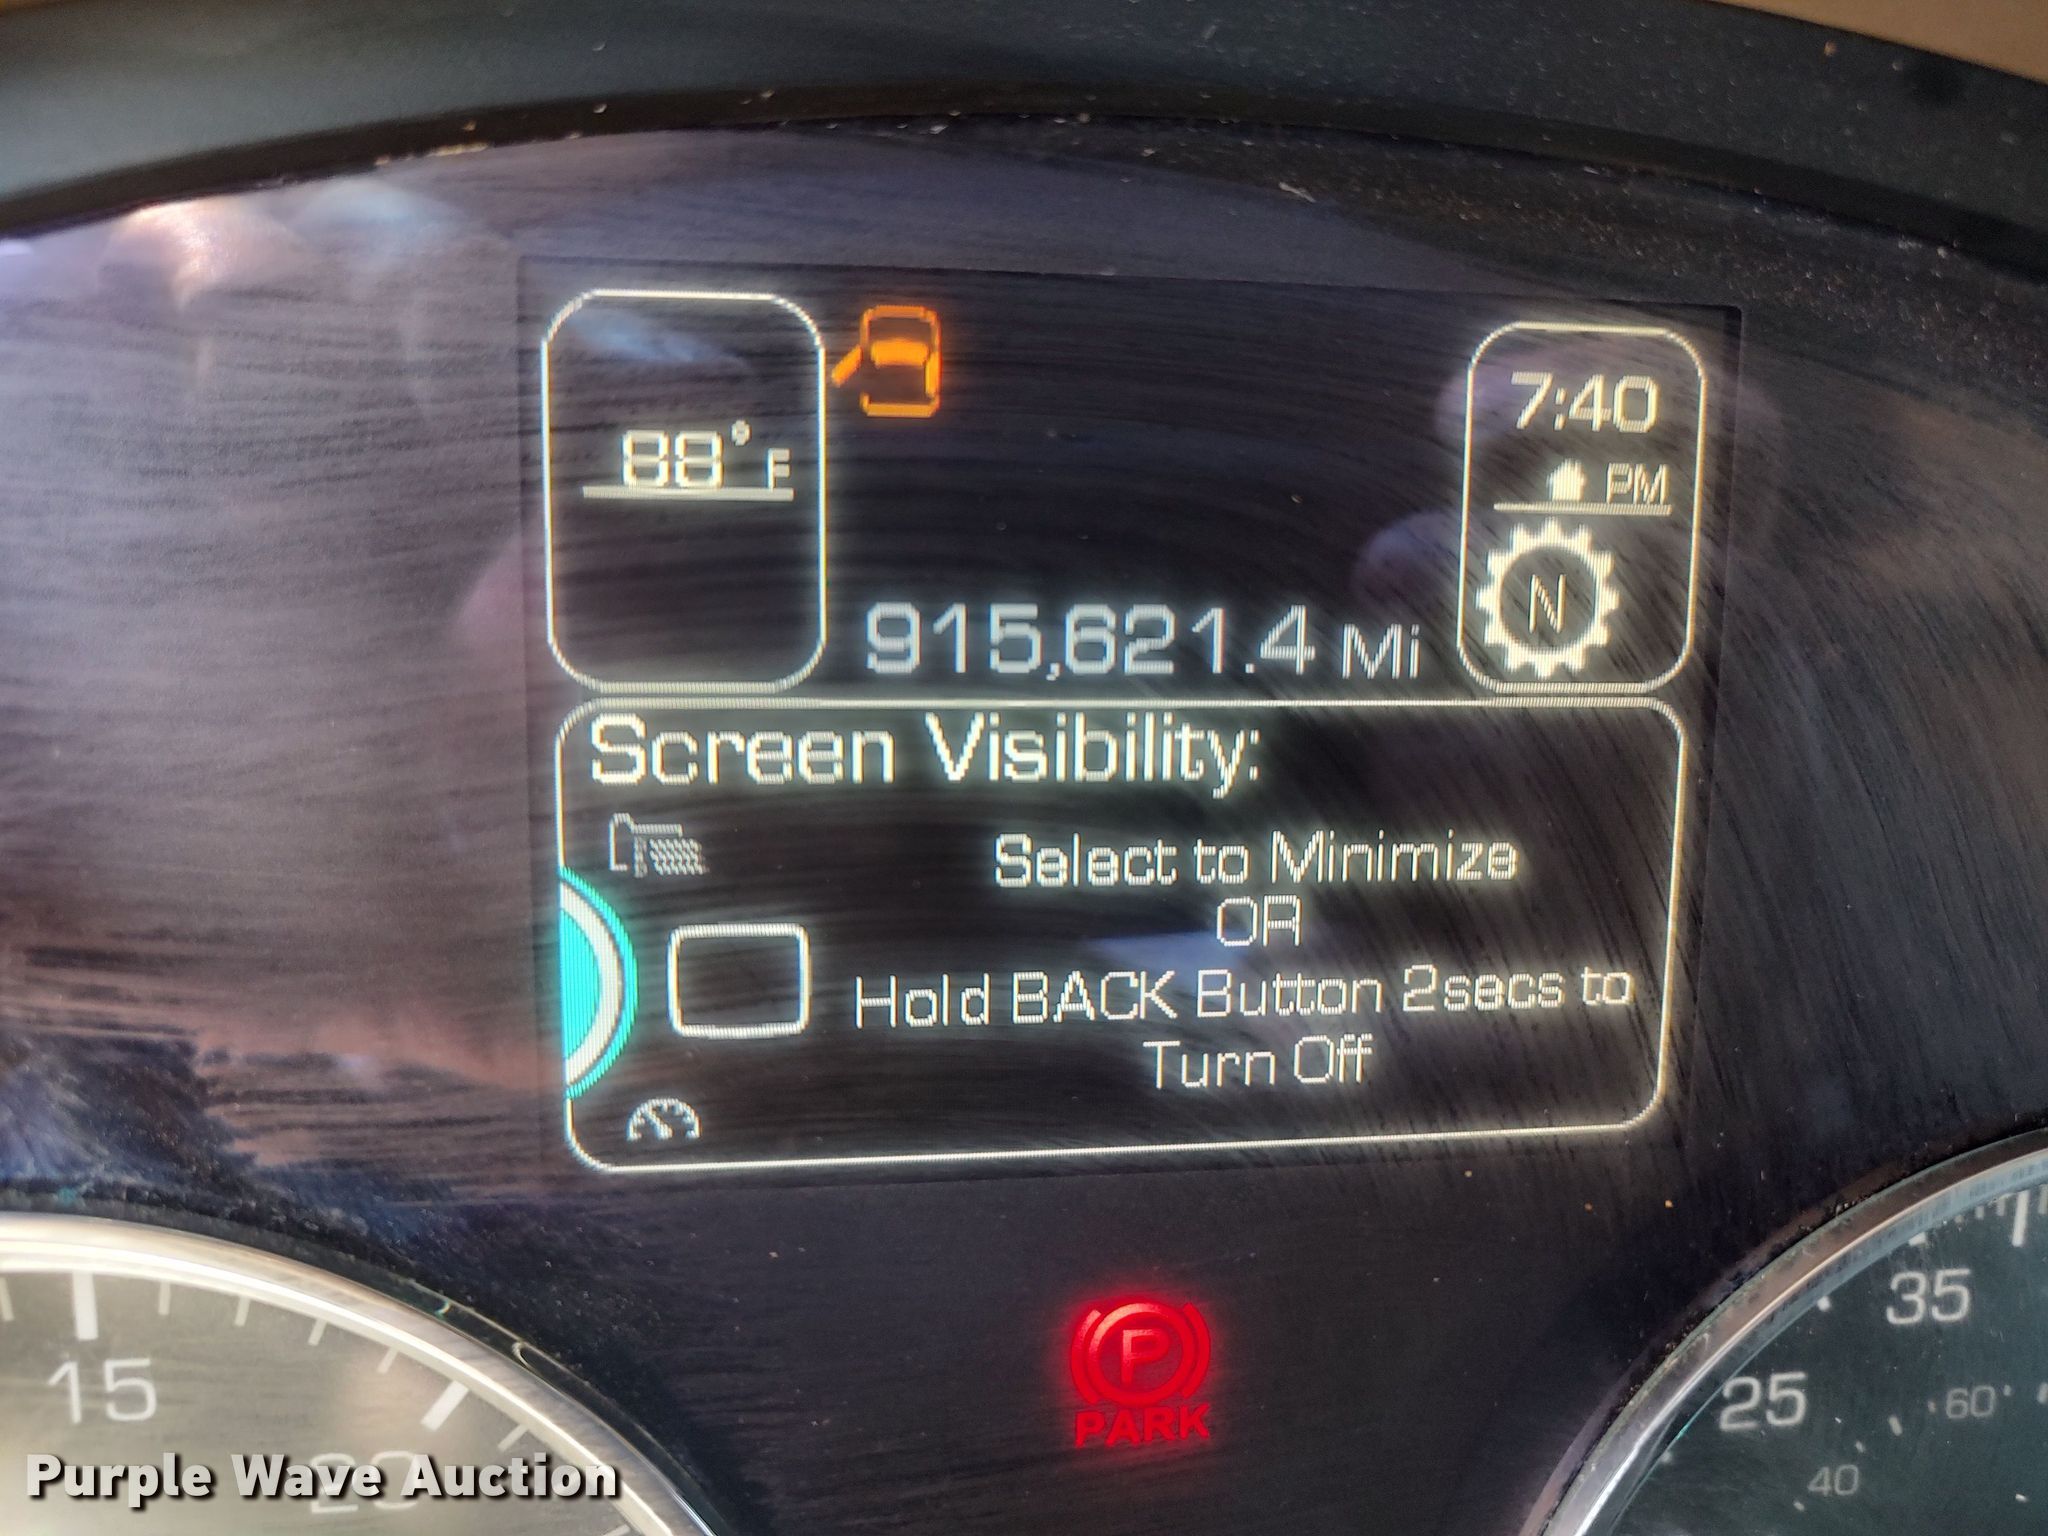 88° F
7:40
PM
N
915,621.4 Mi
Screen Visibility:
Select to Minimize
OR
Hold BACK Button 2secs to
Turn Off
P
PARK
15
20
35
25
60
40
Purple Wave Auction